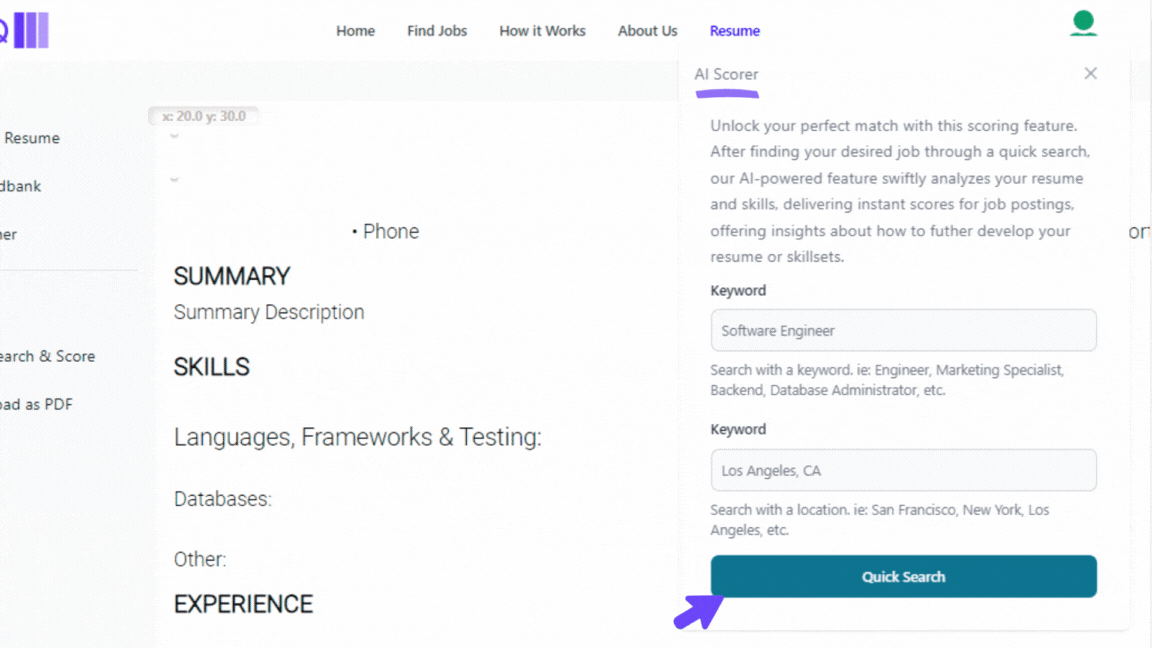 Home Find Jobs How it Works About Us Resume
AI Scorer
x: 20.0 y: 30.0
Unlock your perfect match with this scoring feature.
After finding your desired job through a quick search,
our AI-powered feature swiftly analyzes your resume
and skills, delivering instant scores for job postings,
offering insights about how to futher develop your
resume or skillsets.
Keyword
Software Engineer
Search with a keyword. ie: Engineer, Marketing Specialist,
Backend, Database Administrator, etc.
Keyword
Los Angeles, CA
Search with a location. ie: San Francisco, New York, Los
Angeles, etc.
Quick Search
Resume
& Score
as PDF
• Phone
SUMMARY
Summary Description
SKILLS
Languages, Frameworks & Testing:
Databases:
Other:
EXPERIENCE